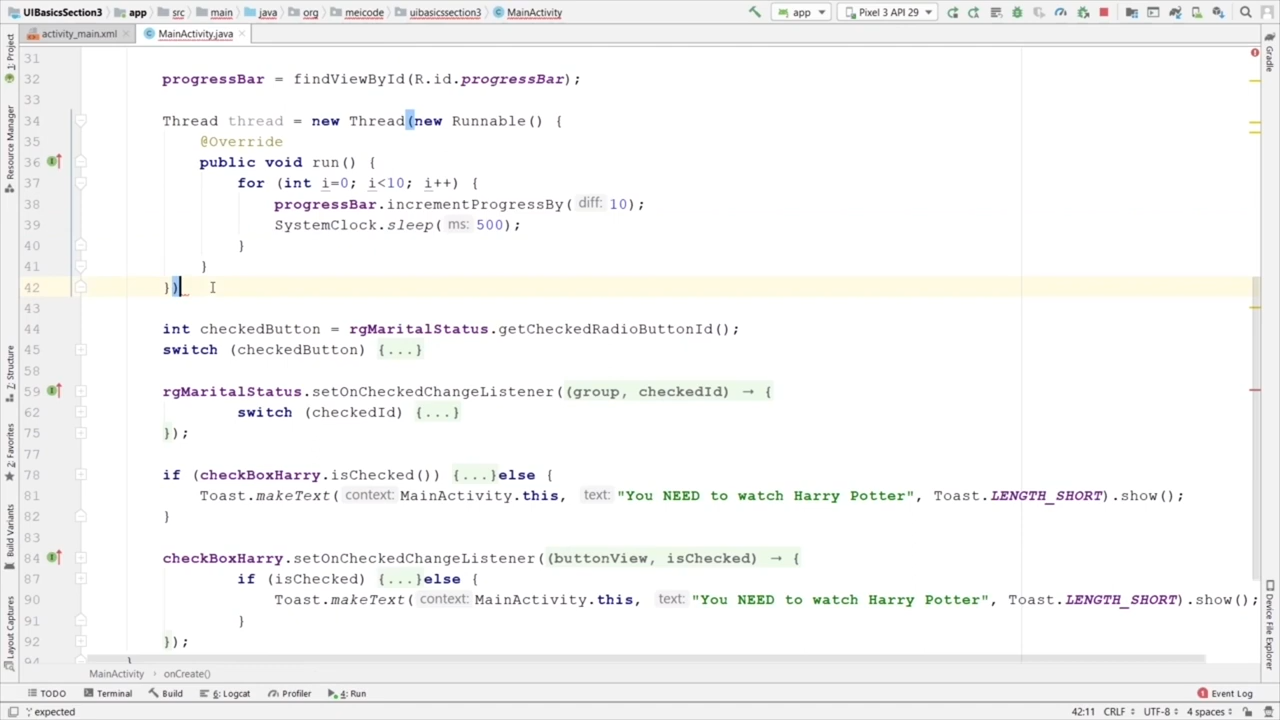 UIBasicsSection3 app src main java org meicode uibasicssection3 MainActivity app Pixel 3 API 29
activity_main.xml MainActivity.java
1: Project
Resource Manager
Z: Structure
2: Favorites
Build Variants
Layout Captures
31
32 progressBar = findViewById(R.id.progressBar);
33
34 Thread thread = new Thread(new Runnable() {
35 @Override
36 public void run() {
37 for (int i=0; i<10; i++) {
38 progressBar.incrementProgressBy( diff: 10);
39 SystemClock.sleep( ms: 500);
40 }
41 }
42 })
43
44 int checkedButton = rgMaritalStatus.getCheckedRadioButtonId();
45 switch (checkedButton) {...}
58
59 rgMaritalStatus.setOnCheckedChangeListener((group, checkedId) → {
62 switch (checkedId) {...}
75 });
77
78 if (checkBoxHarry.isChecked()) {...}else {
81 Toast.makeText( context: MainActivity.this, text: "You NEED to watch Harry Potter", Toast.LENGTH_SHORT).show();
82 }
83
84 checkBoxHarry.setOnCheckedChangeListener((buttonView, isChecked) → {
87 if (isChecked) {...}else {
90 Toast.makeText( context: MainActivity.this, text: "You NEED to watch Harry Potter", Toast.LENGTH_SHORT).show();
91 }
92 });
94 }
Gradle
Device File Explorer
MainActivity onCreate()
TODO Terminal Build 6: Logcat Profiler 4: Run Event Log
';' expected 42:11 CRLF UTF-8 4 spaces